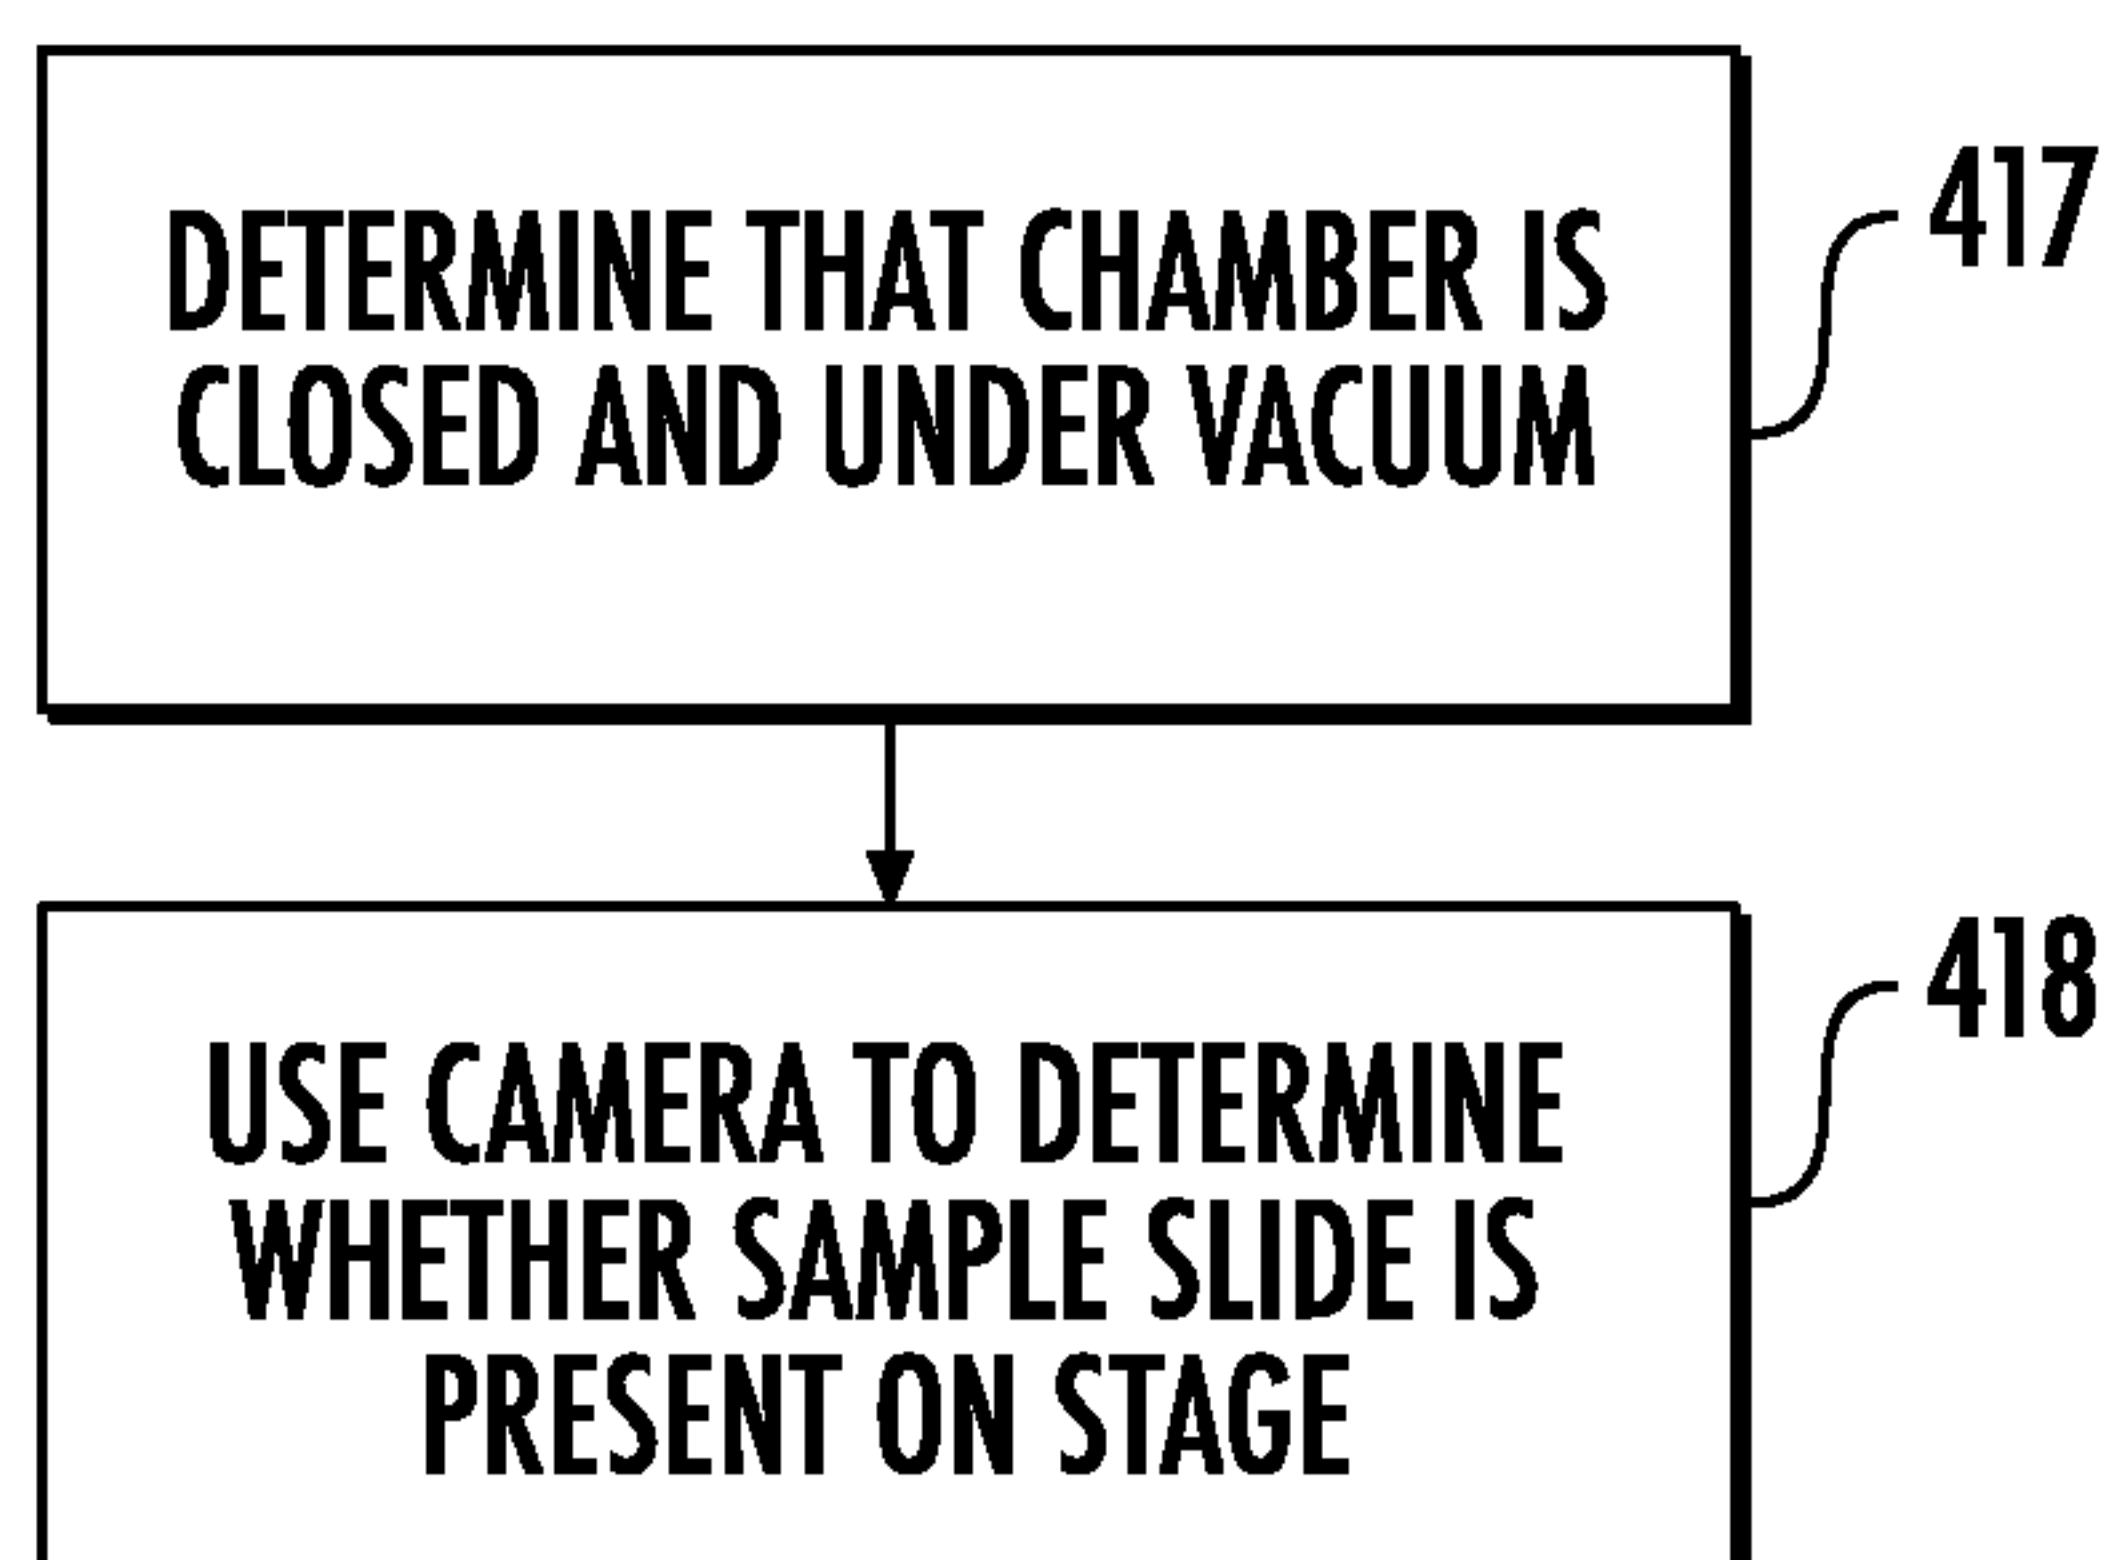 DETERMINE THAT CHAMBER IS
CLOSED AND UNDER VACUUM
417
USE CAMERA TO DETERMINE
WHETHER SAMPLE SLIDE IS
PRESENT ON STAGE
418